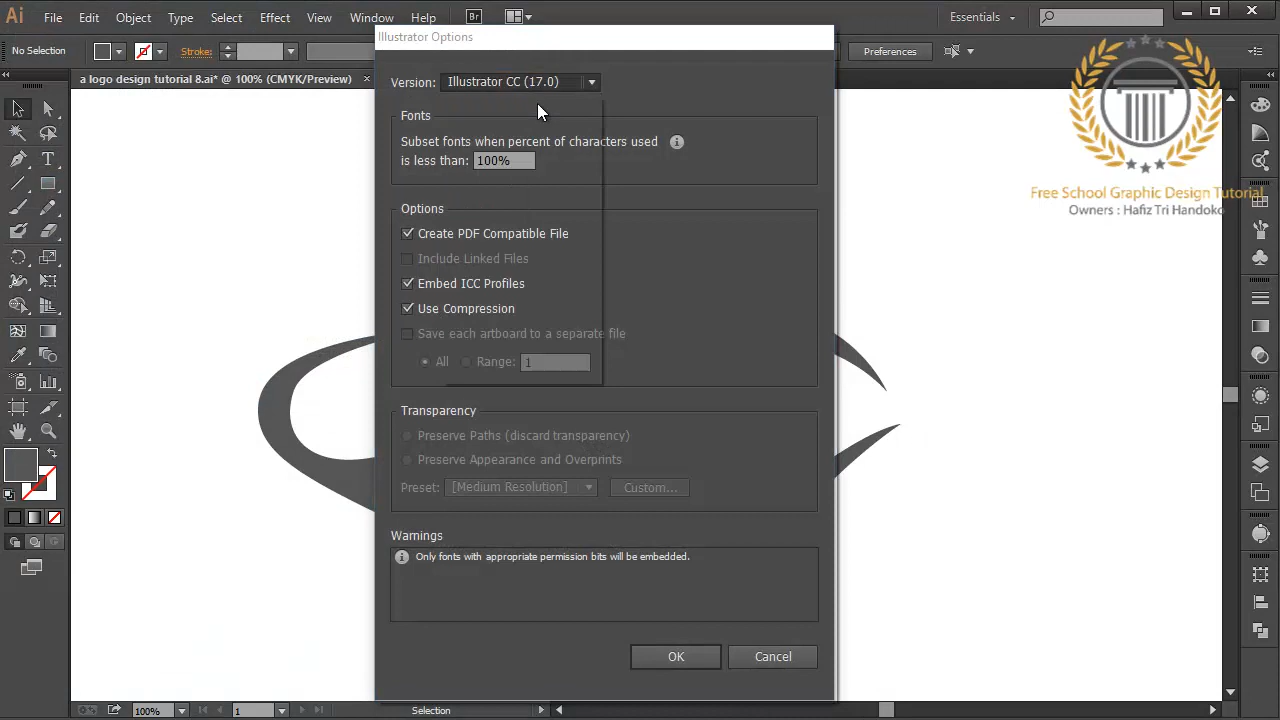 Ai File Edit Object Type Select Effect View Window Help Br Essentials
Illustrator Options
No Selection Stroke: Preferences
a logo design tutorial 8.ai* @ 100% (CMYK/Preview)
Version: Illustrator CC (17.0)
Fonts
Subset fonts when percent of characters used
is less than: 100%
Free School Graphic Design Tutorial
Owners : Hafiz Tri Handoko
Options
Create PDF Compatible File
Include Linked Files
Embed ICC Profiles
Use Compression
Save each artboard to a separate file
All Range: 1
Transparency
Preserve Paths (discard transparency)
Preserve Appearance and Overprints
Preset: [Medium Resolution] Custom...
Warnings
Only fonts with appropriate permission bits will be embedded.
OK Cancel
100% 1 Selection